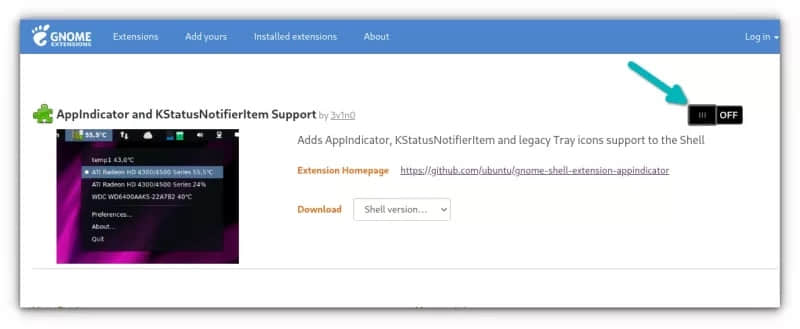 GNOME EXTENSIONS
Extensions
Add yours
Installed extensions
About
Log in
AppIndicator and KStatusNotifierItem Support by 3v1n0
OFF
55,5°C
temp1 43,0°C
ATI Radeon HD 4300/4500 Series 55,5°C
ATI Radeon HD 4300/4500 Series 24%
WDC WD6400AAKS-22A7B2 40°C
Preferences...
About...
Quit
Adds AppIndicator, KStatusNotifierItem and legacy Tray icons support to the Shell
Extension Homepage https://github.com/ubuntu/gnome-shell-extension-appindicator
Download Shell version...